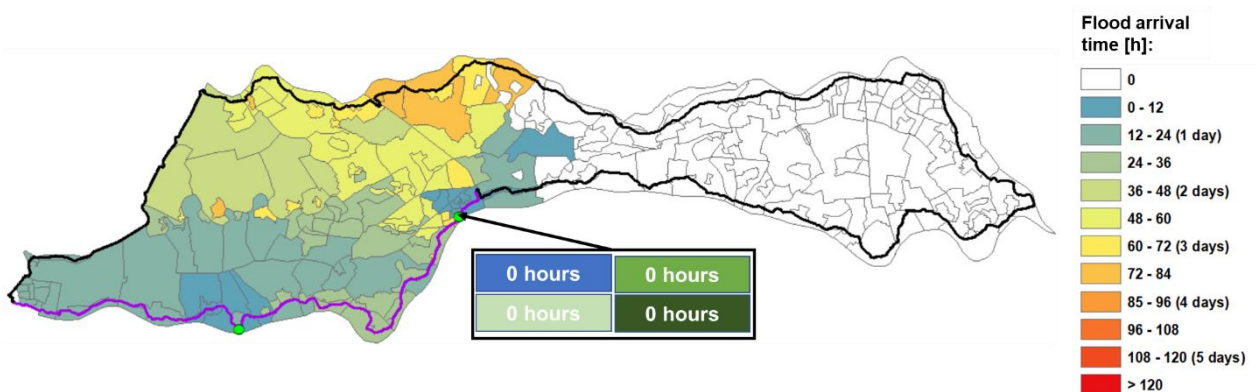 Flood arrival
time [h]:
0
0 - 12
12 - 24 (1 day)
24 - 36
36 - 48 (2 days)
48 - 60
60 - 72 (3 days)
72 - 84
85 - 96 (4 days)
96 - 108
108 - 120 (5 days)
> 120
0 hours 0 hours
0 hours 0 hours